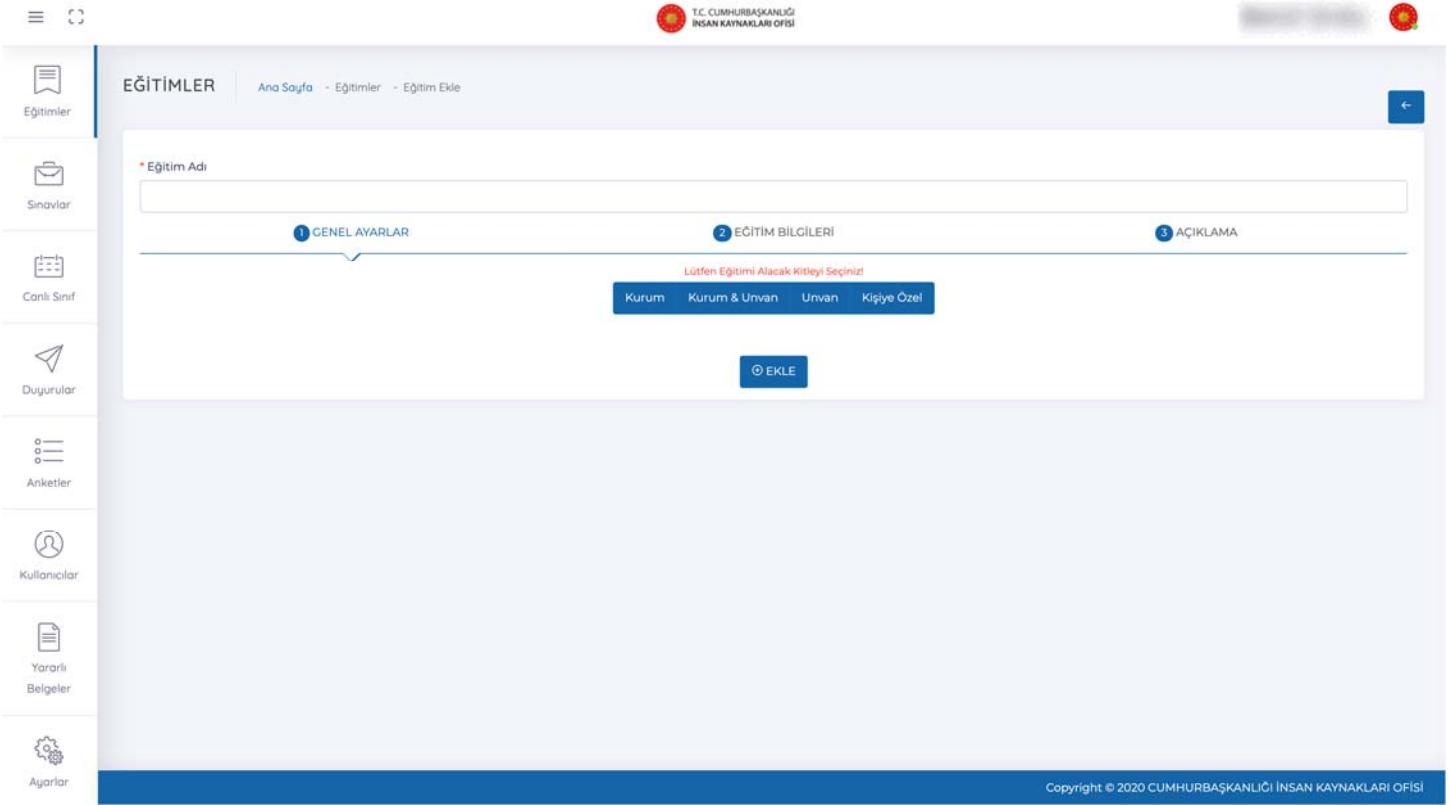 T.C. CUMHURBAŞKANLIĞI
İNSAN KAYNAKLARI OFİSİ
Eğitimler
Sınavlar
Canlı Sınıf
Duyurular
Anketler
Kullanıcılar
Yararlı
Belgeler
Ayarlar
EĞİTİMLER Ana Sayfa - Eğitimler - Eğitim Ekle
* Eğitim Adı
1 GENEL AYARLAR 2 EĞİTİM BİLGİLERİ 3 AÇIKLAMA
Lütfen Eğitimi Alacak Kitleyi Seçiniz!
Kurum Kurum & Unvan Unvan Kişiye Özel
EKLE
Copyright © 2020 CUMHURBAŞKANLIĞI İNSAN KAYNAKLARI OFİSİ